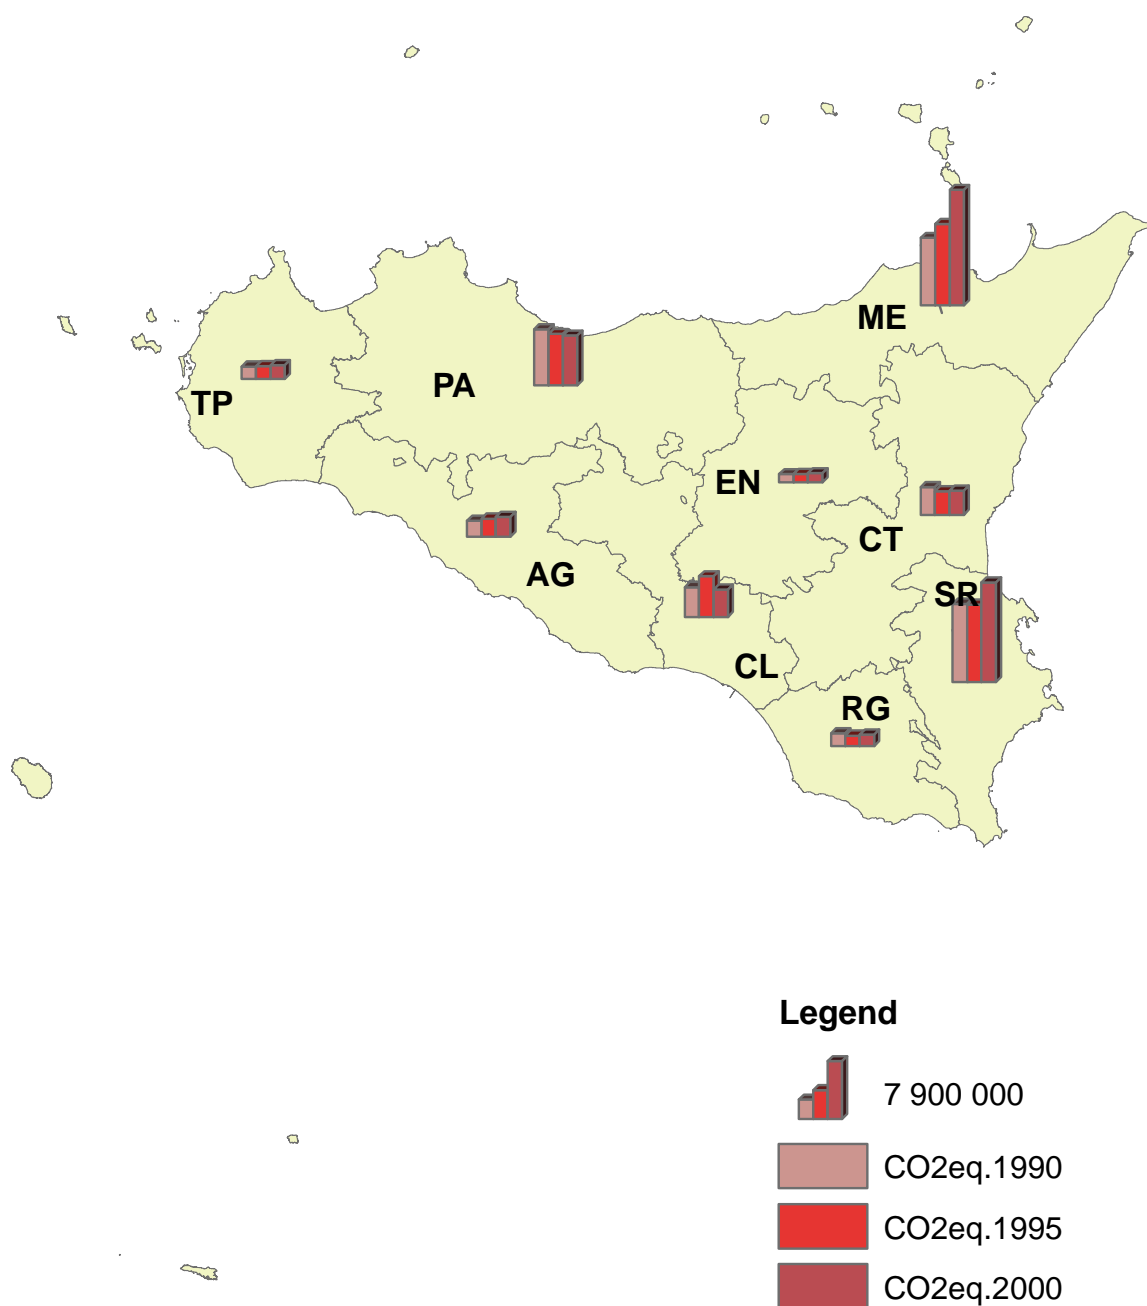 ME
PA
TP
EN
CT
AG
SR
CL
RG
Legend
7 900 000
CO2eq.1990
CO2eq.1995
CO2eq.2000